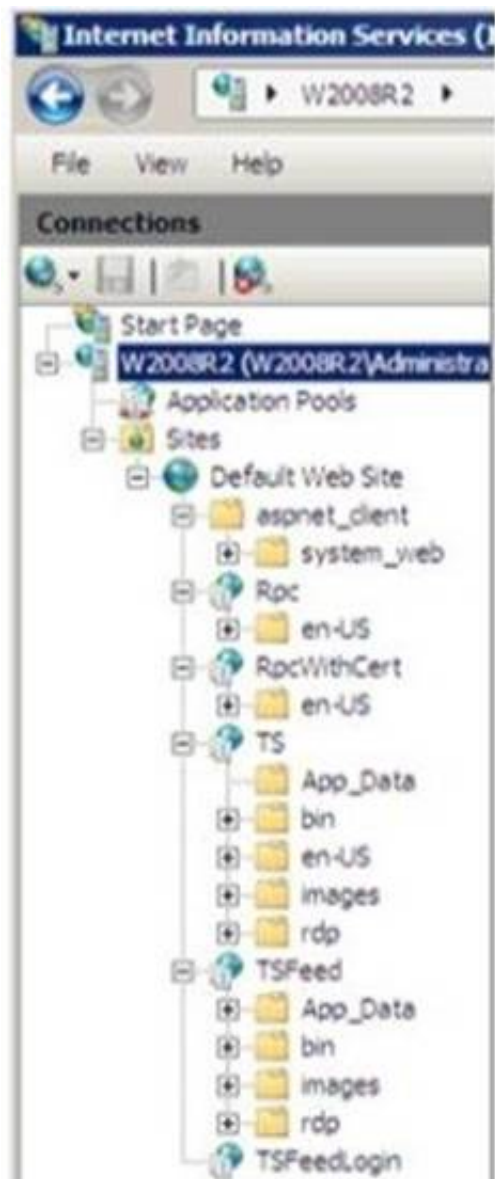 Internet Information Services (
W2008R2
File View Help
Connections
Start Page
W2008R2 (W2008R2\Administra
Application Pools
Sites
Default Web Site
aspnet_client
system_web
Rpc
en-US
RpcWithCert
en-US
TS
App_Data
bin
en-US
images
rdp
TSFeed
App_Data
bin
images
rdp
TSFeedLogin